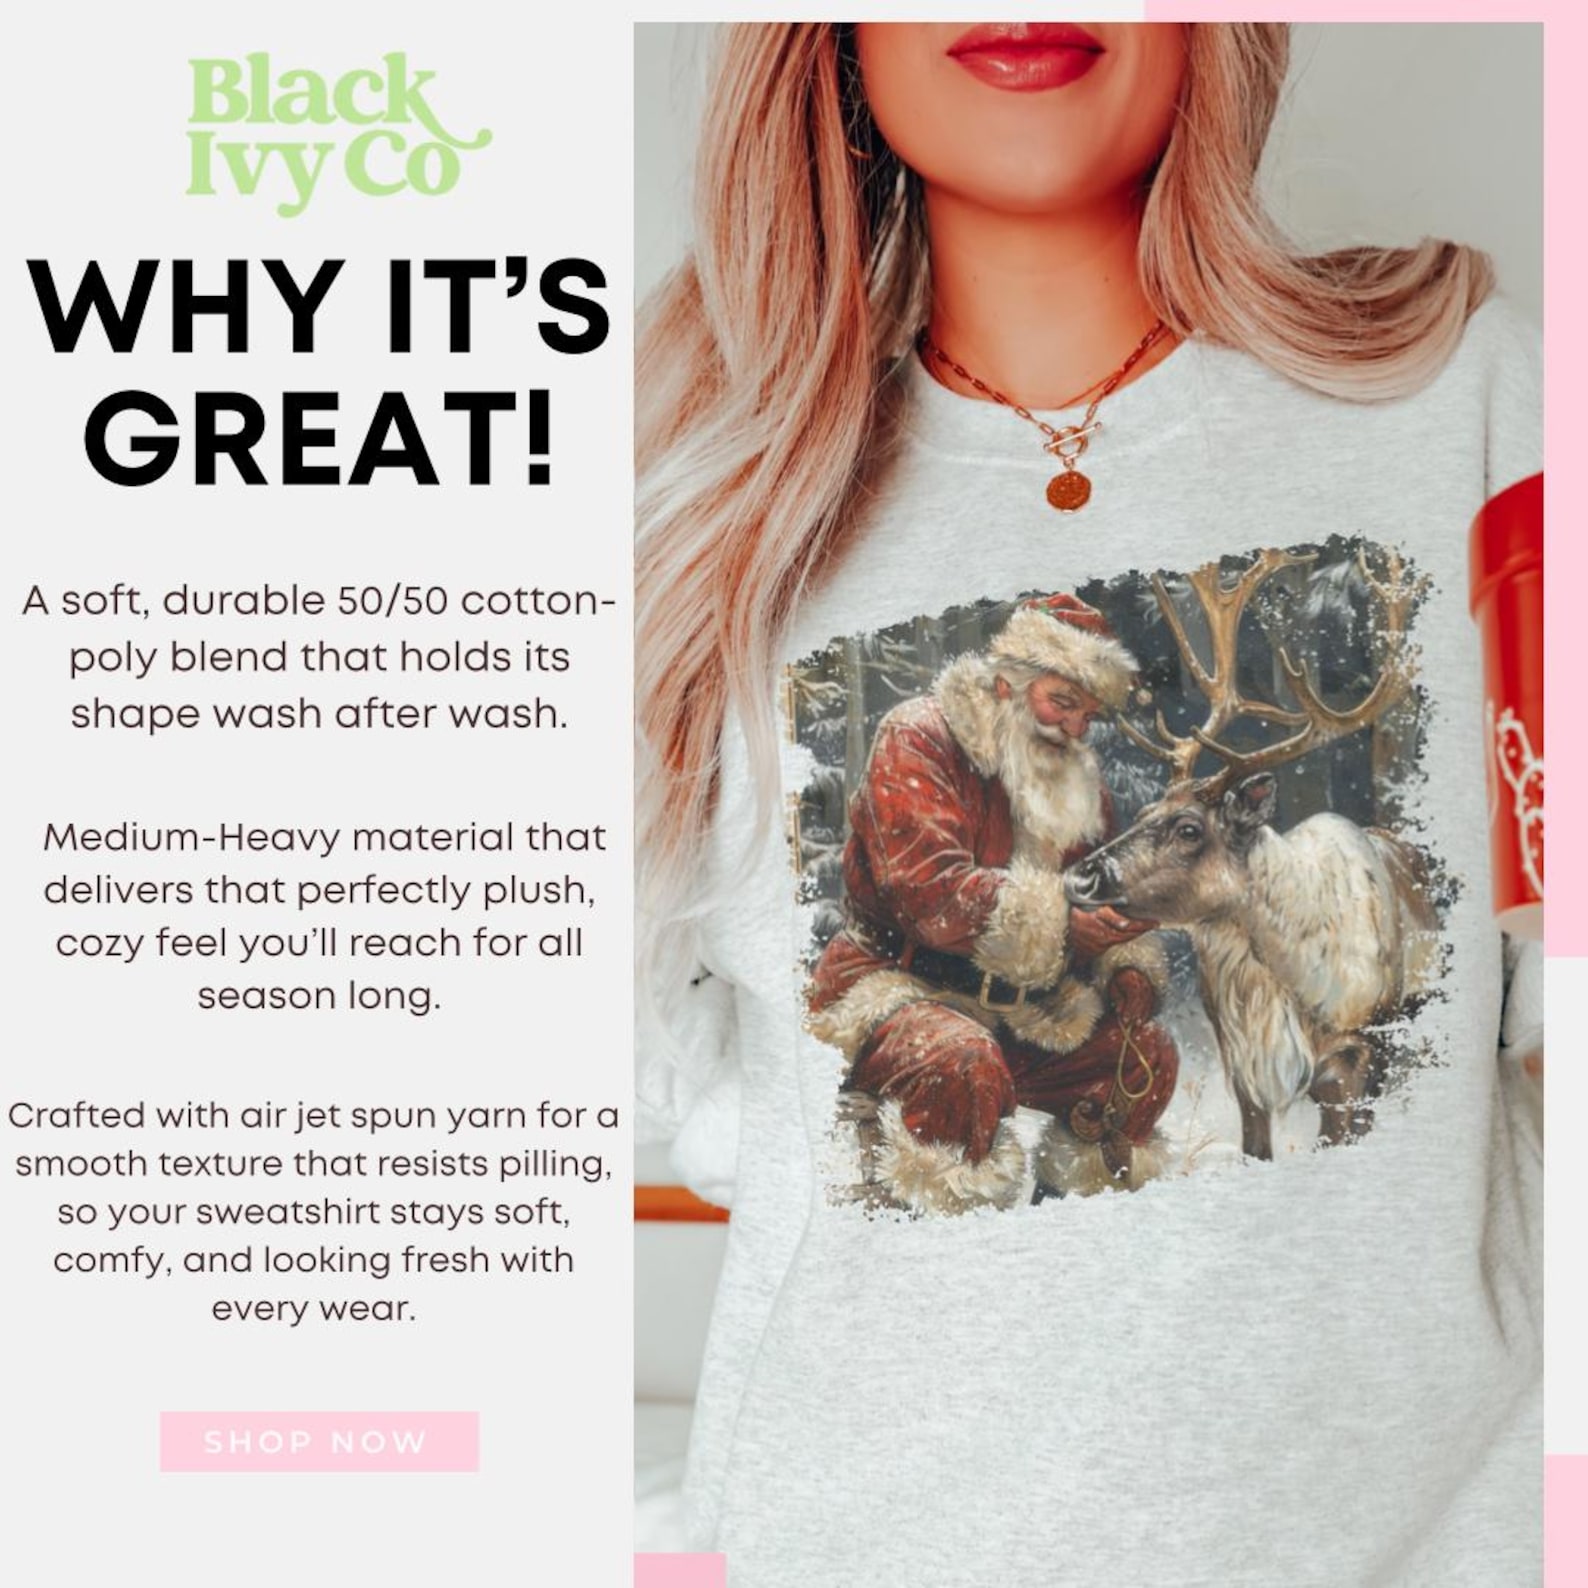 Black
Ivy Co
WHY IT’S
GREAT!
A soft, durable 50/50 cotton-
poly blend that holds its
shape wash after wash.
Medium-Heavy material that
delivers that perfectly plush,
cozy feel you’ll reach for all
season long.
Crafted with air jet spun yarn for a
smooth texture that resists pilling,
so your sweatshirt stays soft,
comfy, and looking fresh with
every wear.
SHOP NOW